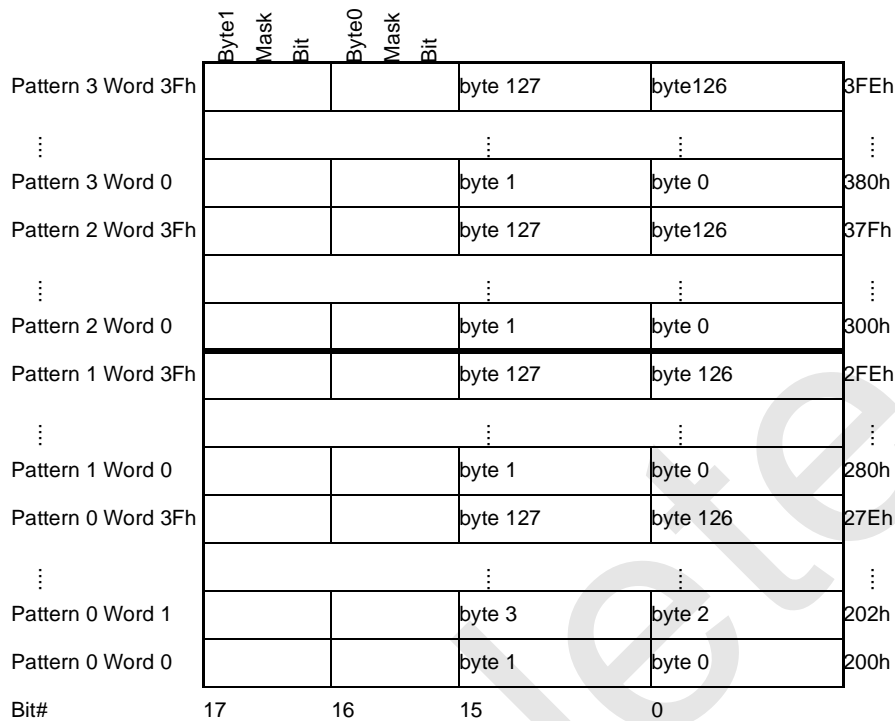 Byte1 Mask Bit Byte0 Mask Bit
Pattern 3 Word 3Fh byte 127 byte126 3FEh
⋮ ⋮ ⋮ ⋮
Pattern 3 Word 0 byte 1 byte 0 380h
Pattern 2 Word 3Fh byte 127 byte126 37Fh
⋮ ⋮ ⋮ ⋮
Pattern 2 Word 0 byte 1 byte 0 300h
Pattern 1 Word 3Fh byte 127 byte 126 2FEh
⋮ ⋮ ⋮ ⋮
Pattern 1 Word 0 byte 1 byte 0 280h
Pattern 0 Word 3Fh byte 127 byte 126 27Eh
⋮ ⋮ ⋮ ⋮
Pattern 0 Word 1 byte 3 byte 2 202h
Pattern 0 Word 0 byte 1 byte 0 200h
Bit# 17 16 15 0
lete